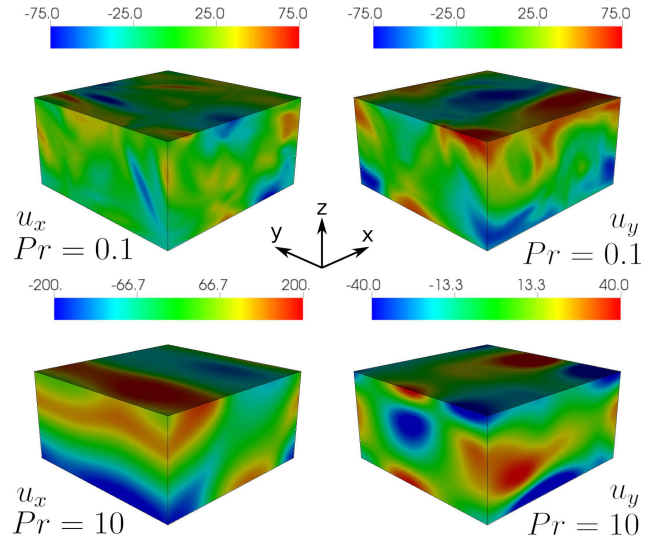 -75.0 -25.0 25.0 75.0 -75.0 -25.0 25.0 75.0
u_x u_y
Pr = 0.1 Pr = 0.1
z
y x
-200. -66.7 66.7 200. -40.0 -13.3 13.3 40.0
u_x u_y
Pr = 10 Pr = 10